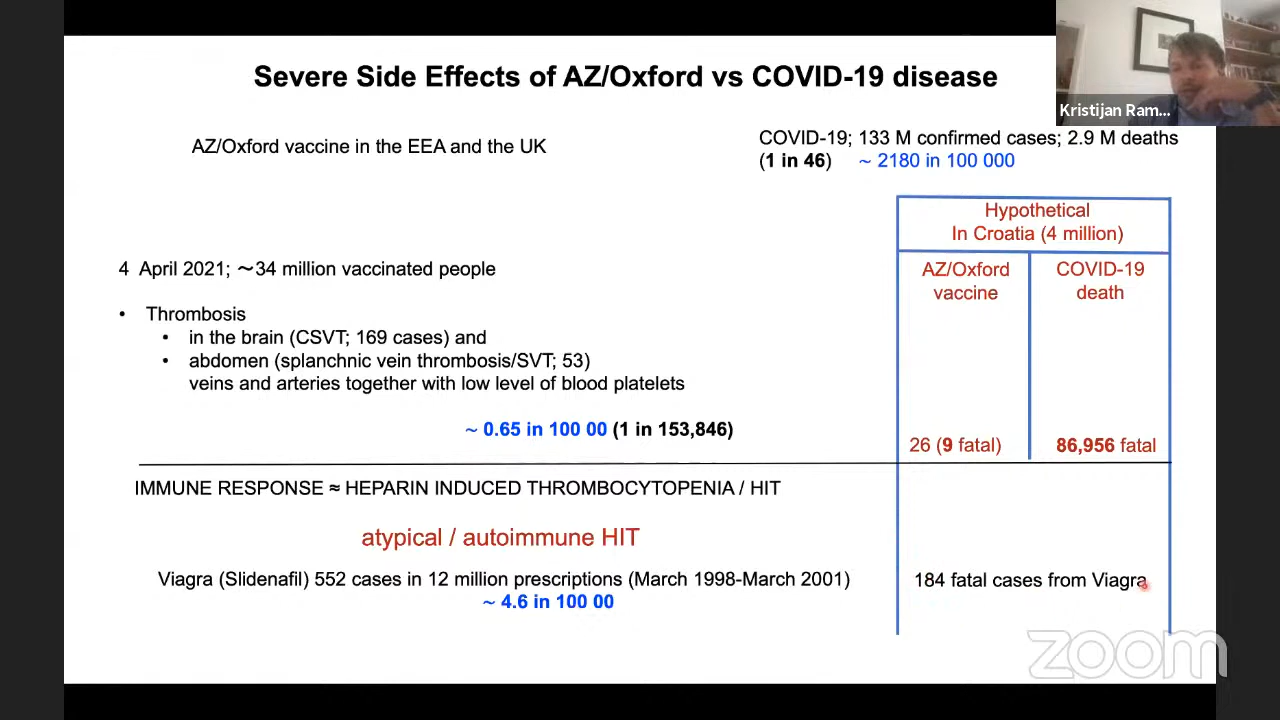 Severe Side Effects of AZ/Oxford vs COVID-19 disease
Kristijan Ram...
AZ/Oxford vaccine in the EEA and the UK
COVID-19; 133 M confirmed cases; 2.9 M deaths
(1 in 46) ~ 2180 in 100 000
Hypothetical
In Croatia (4 million)
AZ/Oxford
vaccine
COVID-19
death
4 April 2021; ~34 million vaccinated people
• Thrombosis
• in the brain (CSVT; 169 cases) and
• abdomen (splanchnic vein thrombosis/SVT; 53)
veins and arteries together with low level of blood platelets
~ 0.65 in 100 00 (1 in 153,846)
26 (9 fatal)
86,956 fatal
IMMUNE RESPONSE ≈ HEPARIN INDUCED THROMBOCYTOPENIA / HIT
atypical / autoimmune HIT
Viagra (Slidenafil) 552 cases in 12 million prescriptions (March 1998-March 2001)
~ 4.6 in 100 00
184 fatal cases from Viagra
zoom